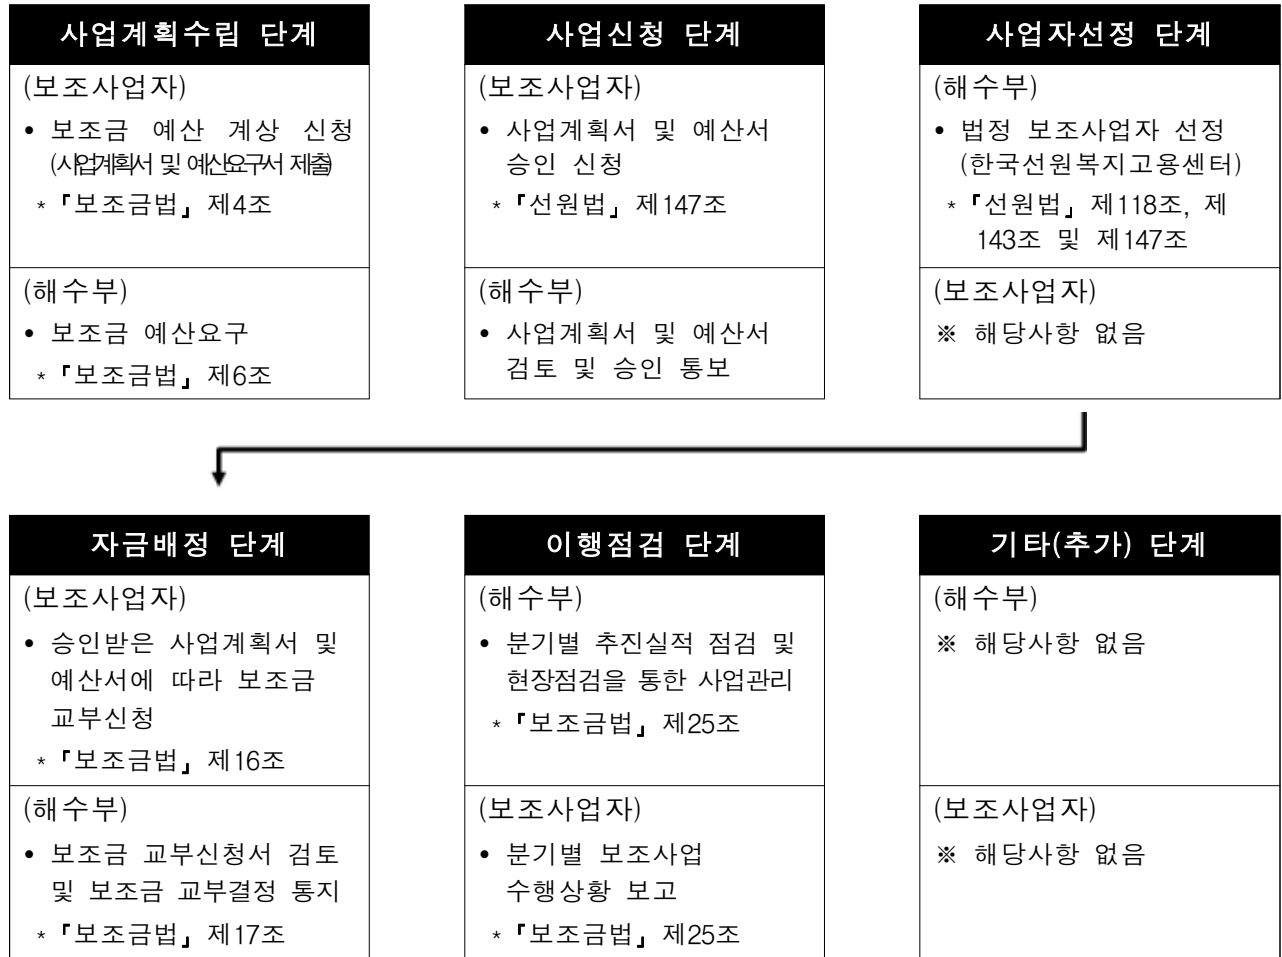 사업계획수립 단계
(보조사업자)
• 보조금 예산 계상 신청
(사업계획서 및 예산요구서 제출)
* 「보조금법」 제4조
(해수부)
• 보조금 예산요구
* 「보조금법」 제6조
사업신청 단계
(보조사업자)
• 사업계획서 및 예산서
승인 신청
* 「선원법」 제147조
(해수부)
• 사업계획서 및 예산서
검토 및 승인 통보
사업자선정 단계
(해수부)
• 법정 보조사업자 선정
(한국선원복지고용센터)
* 「선원법」 제118조, 제
143조 및 제147조
(보조사업자)
※ 해당사항 없음
자금배정 단계
(보조사업자)
• 승인받은 사업계획서 및
예산서에 따라 보조금
교부신청
* 「보조금법」 제16조
(해수부)
• 보조금 교부신청서 검토
및 보조금 교부결정 통지
* 「보조금법」 제17조
이행점검 단계
(해수부)
• 분기별 추진실적 점검 및
현장점검을 통한 사업관리
* 「보조금법」 제25조
(보조사업자)
• 분기별 보조사업
수행상황 보고
* 「보조금법」 제25조
기타(추가) 단계
(해수부)
※ 해당사항 없음
(보조사업자)
※ 해당사항 없음